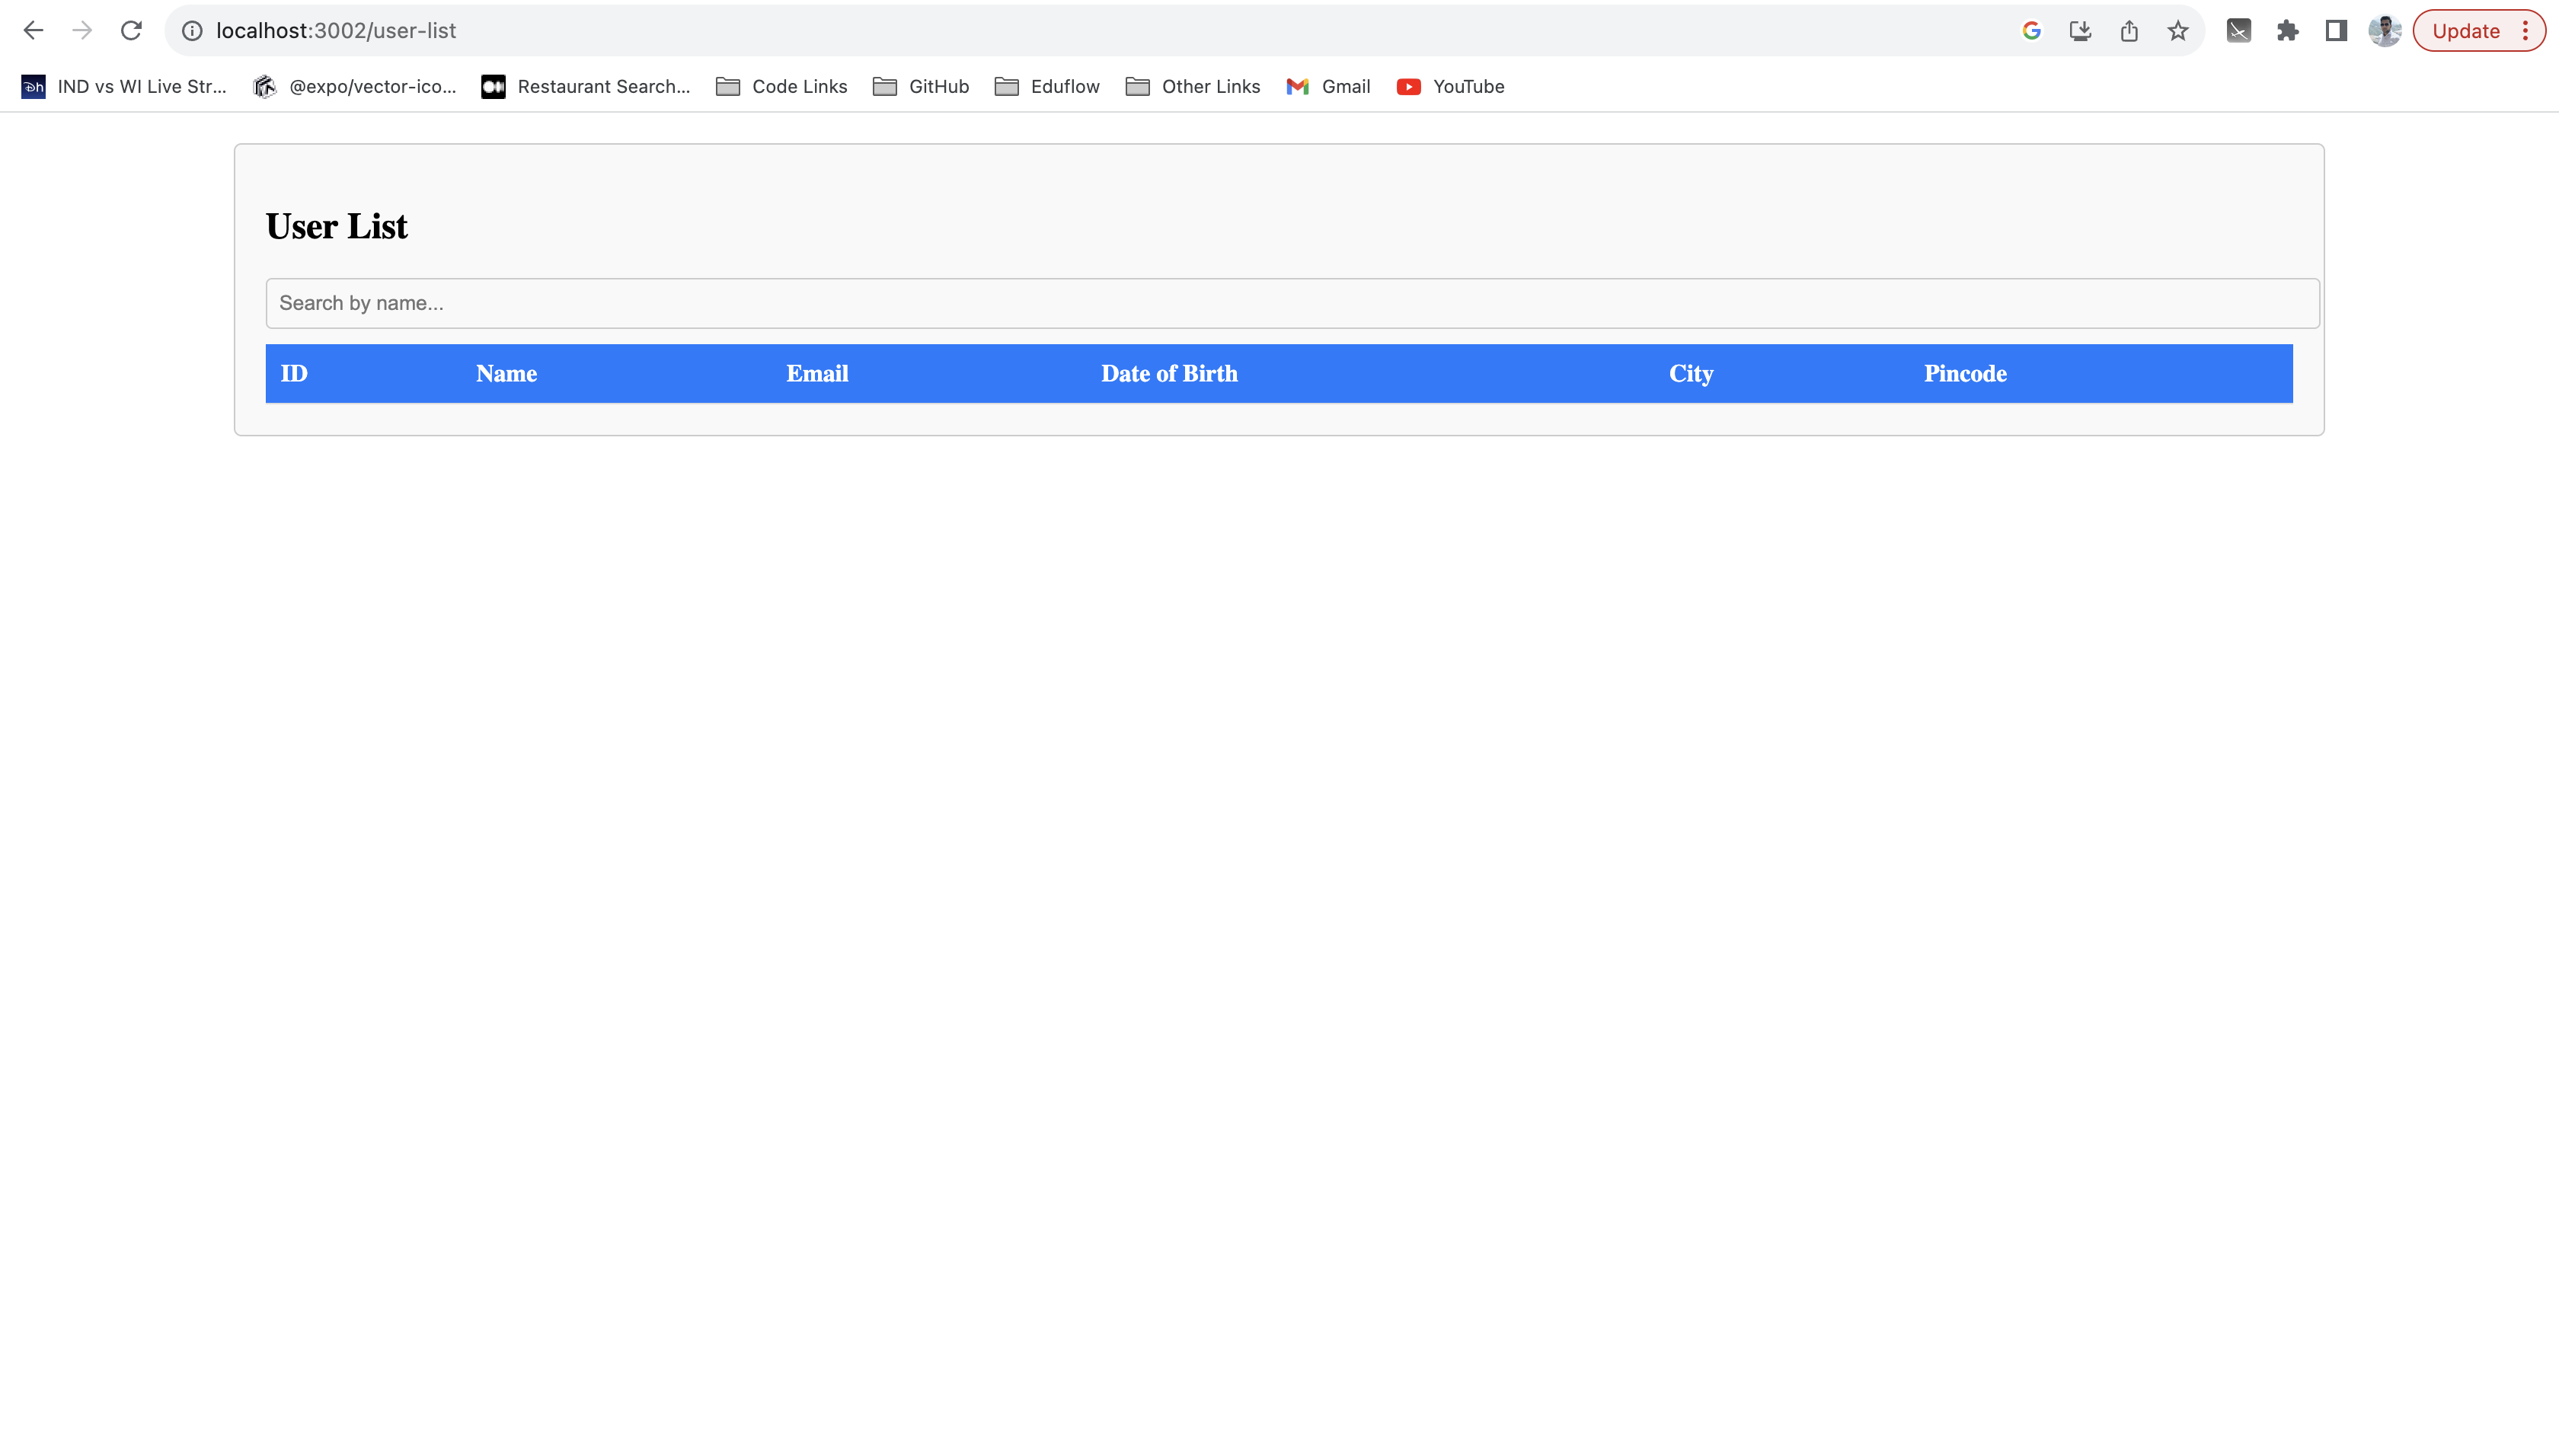 localhost:3002/user-list
Update
Dh IND vs WI Live Str... @expo/vector-ico... Restaurant Search... Code Links GitHub Eduflow Other Links Gmail YouTube
User List
Search by name...
ID Name Email Date of Birth City Pincode